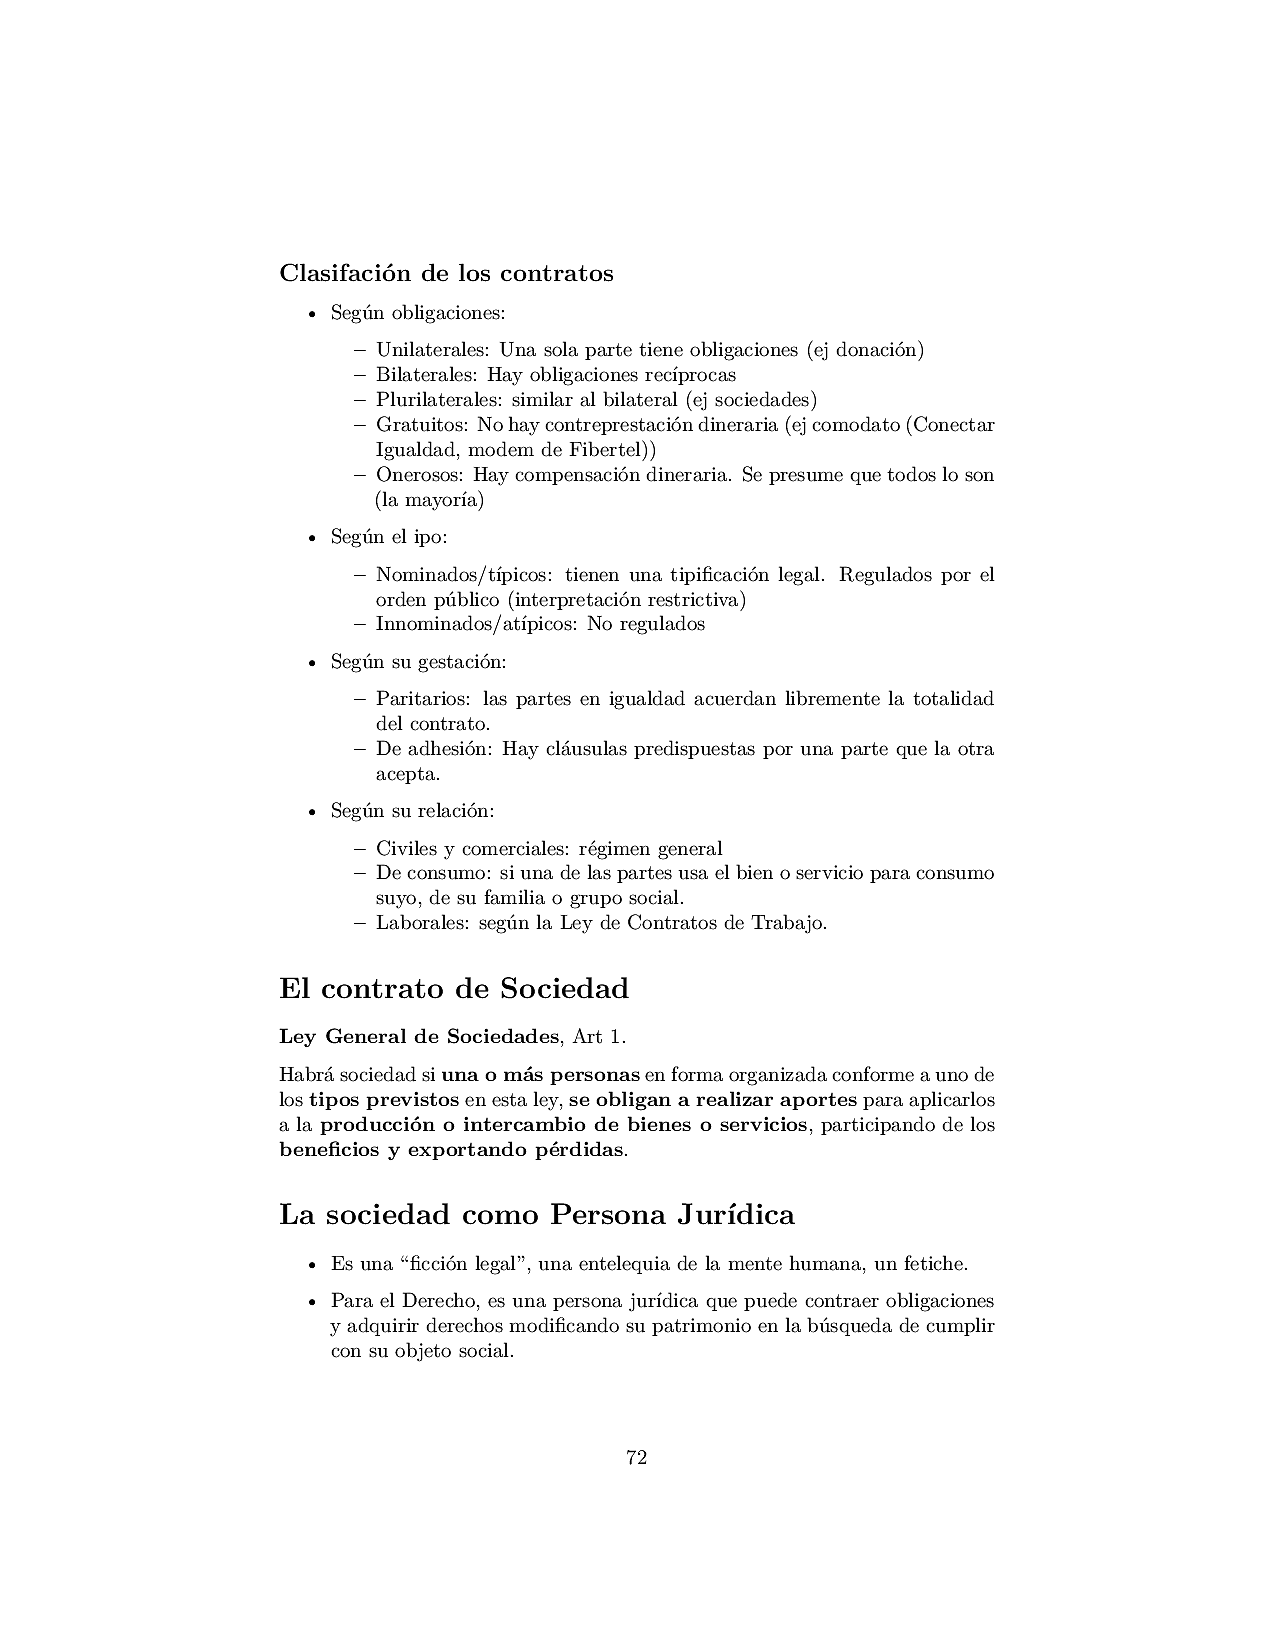 Clasifación de los contratos
• Según obligaciones:
– Unilaterales: Una sola parte tiene obligaciones (ej donación)
– Bilaterales: Hay obligaciones recíprocas
– Plurilaterales: similar al bilateral (ej sociedades)
– Gratuitos: No hay contreprestación dineraria (ej comodato (Conectar
Igualdad, modem de Fibertel))
– Onerosos: Hay compensación dineraria. Se presume que todos lo son
(la mayoría)
• Según el ipo:
– Nominados/típicos: tienen una tipificación legal. Regulados por el
orden público (interpretación restrictiva)
– Innominados/atípicos: No regulados
• Según su gestación:
– Paritarios: las partes en igualdad acuerdan libremente la totalidad
del contrato.
– De adhesión: Hay cláusulas predispuestas por una parte que la otra
acepta.
• Según su relación:
– Civiles y comerciales: régimen general
– De consumo: si una de las partes usa el bien o servicio para consumo
suyo, de su familia o grupo social.
– Laborales: según la Ley de Contratos de Trabajo.
El contrato de Sociedad
Ley General de Sociedades, Art 1.
Habrá sociedad si una o más personas en forma organizada conforme a uno de
los tipos previstos en esta ley, se obligan a realizar aportes para aplicarlos
a la producción o intercambio de bienes o servicios, participando de los
beneficios y exportando pérdidas.
La sociedad como Persona Jurídica
• Es una “ficción legal”, una entelequia de la mente humana, un fetiche.
• Para el Derecho, es una persona jurídica que puede contraer obligaciones
y adquirir derechos modificando su patrimonio en la búsqueda de cumplir
con su objeto social.
72